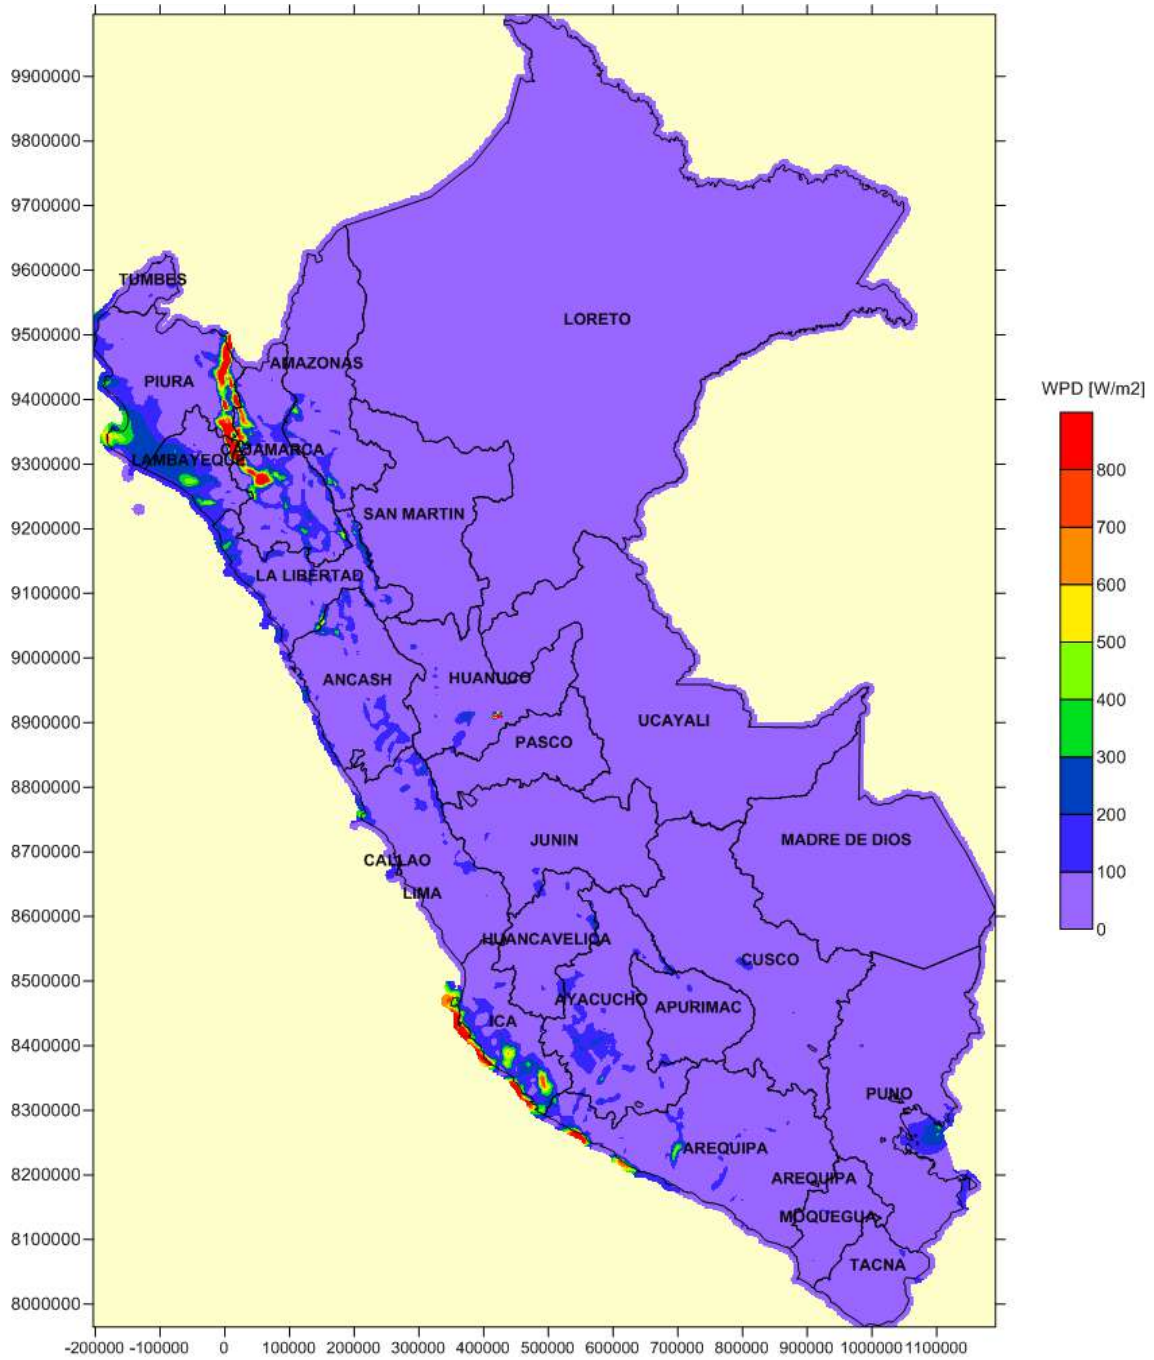 9900000
9800000
9700000
9600000
TUMBES
LORETO
9500000
AMAZONAS
PIURA
WPD [W/m2]
9400000
CAJAMARCA
LAMBAYEQUE
9300000
800
SAN MARTIN
700
9200000
600
LA LIBERTAD
9100000
500
9000000
ANCASH
HUANUCO
400
UCAYALI
8900000
PASCO
300
8800000
200
JUNIN
MADRE DE DIOS
8700000
CALLAO
100
LIMA
8600000
0
HUANCAVELICA
CUSCO
8500000
AYACUCHO
APURIMAC
ICA
8400000
PUNO
8300000
AREQUIPA
8200000
AREQUIPA
MOQUEGUA
8100000
TACNA
8000000
-200000 -100000 0 100000 200000 300000 400000 500000 600000 700000 800000 900000 1000000 1100000